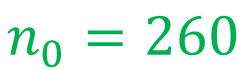 n₀ = 260